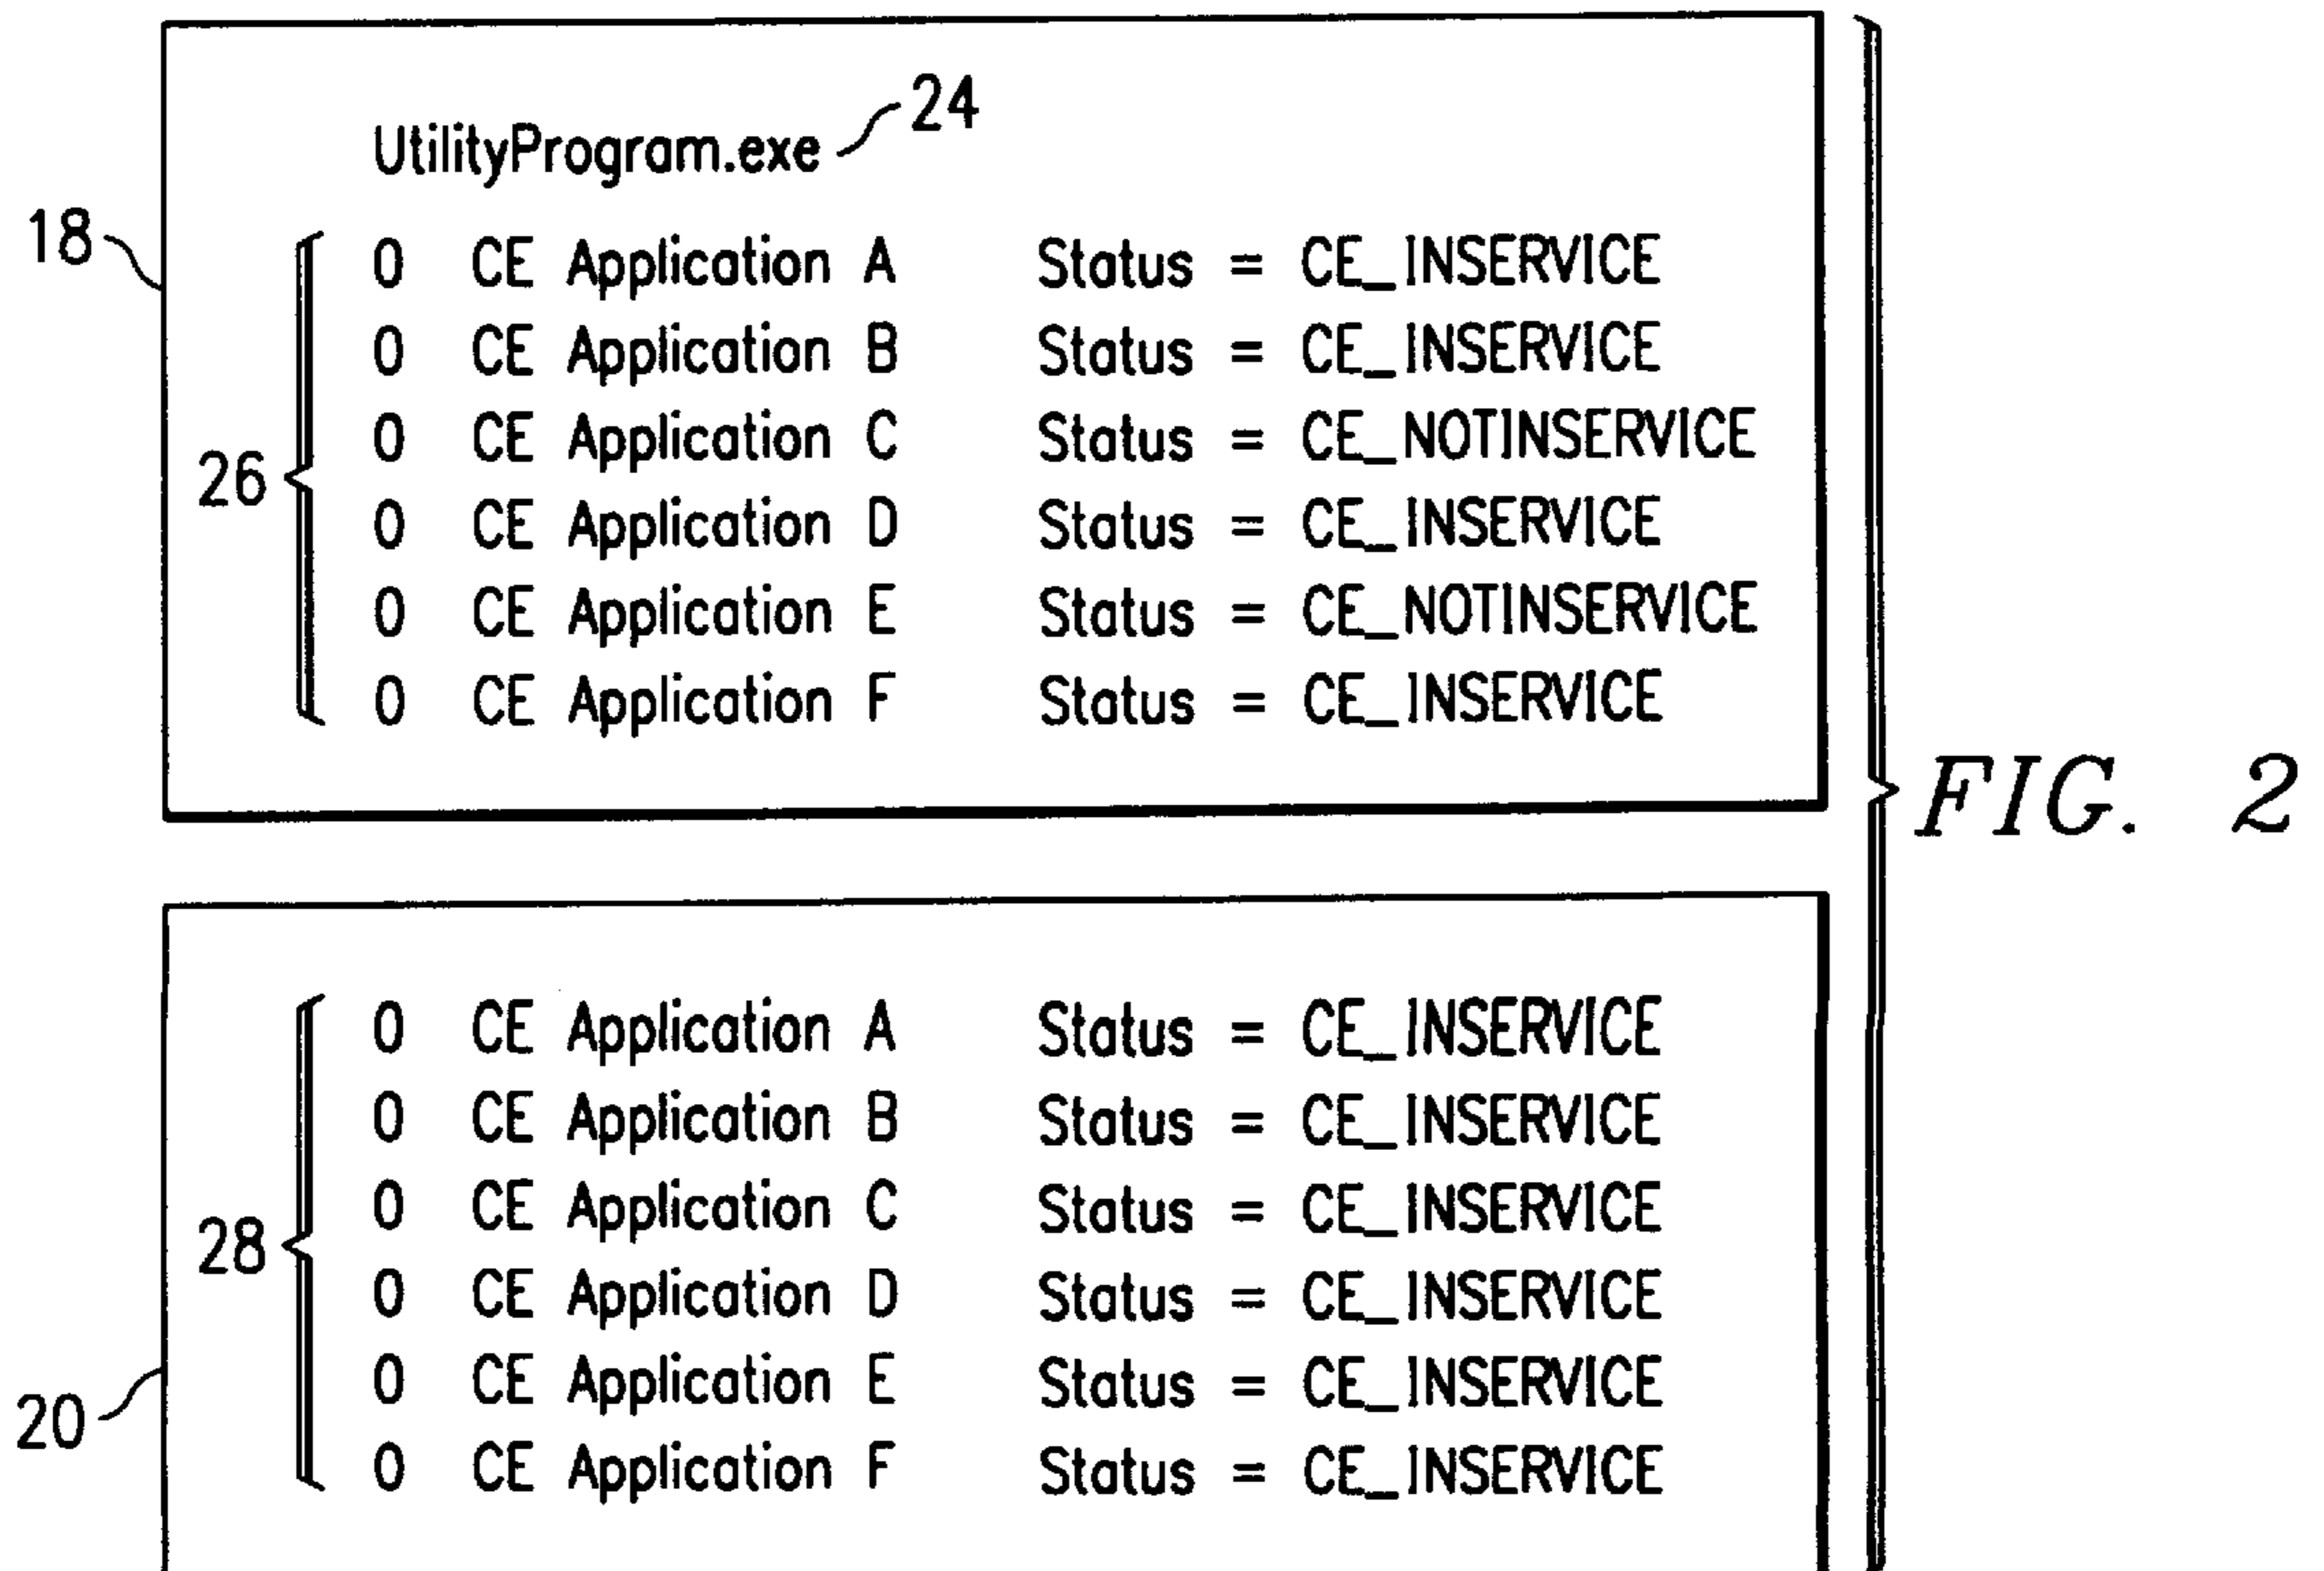 24
UtilityProgram.exe
18
0 CE Application A Status = CE_INSERVICE
0 CE Application B Status = CE_INSERVICE
0 CE Application C Status = CE_NOTINSERVICE
26
0 CE Application D Status = CE_INSERVICE
0 CE Application E Status = CE_NOTINSERVICE
0 CE Application F Status = CE_INSERVICE
FIG. 2
0 CE Application A Status = CE_INSERVICE
0 CE Application B Status = CE_INSERVICE
0 CE Application C Status = CE_INSERVICE
28
0 CE Application D Status = CE_INSERVICE
0 CE Application E Status = CE_INSERVICE
20
0 CE Application F Status = CE_INSERVICE